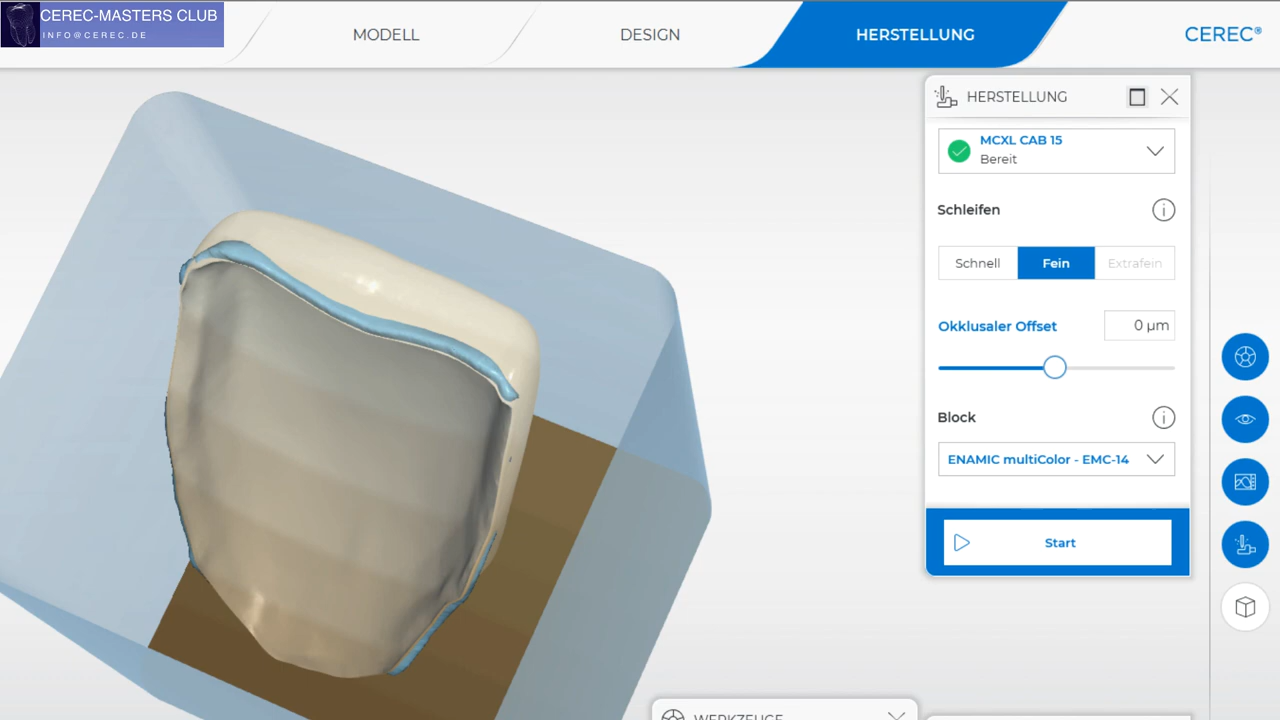 CEREC-MASTERS CLUB
INFO@CEREC.DE
MODELL
DESIGN
HERSTELLUNG
CEREC®
HERSTELLUNG
MCXL CAB 15
Bereit
Schleifen
Schnell
Fein
Extrafein
Okklusaler Offset
0 µm
Block
ENAMIC multiColor - EMC-14
Start
WERKZEUGE